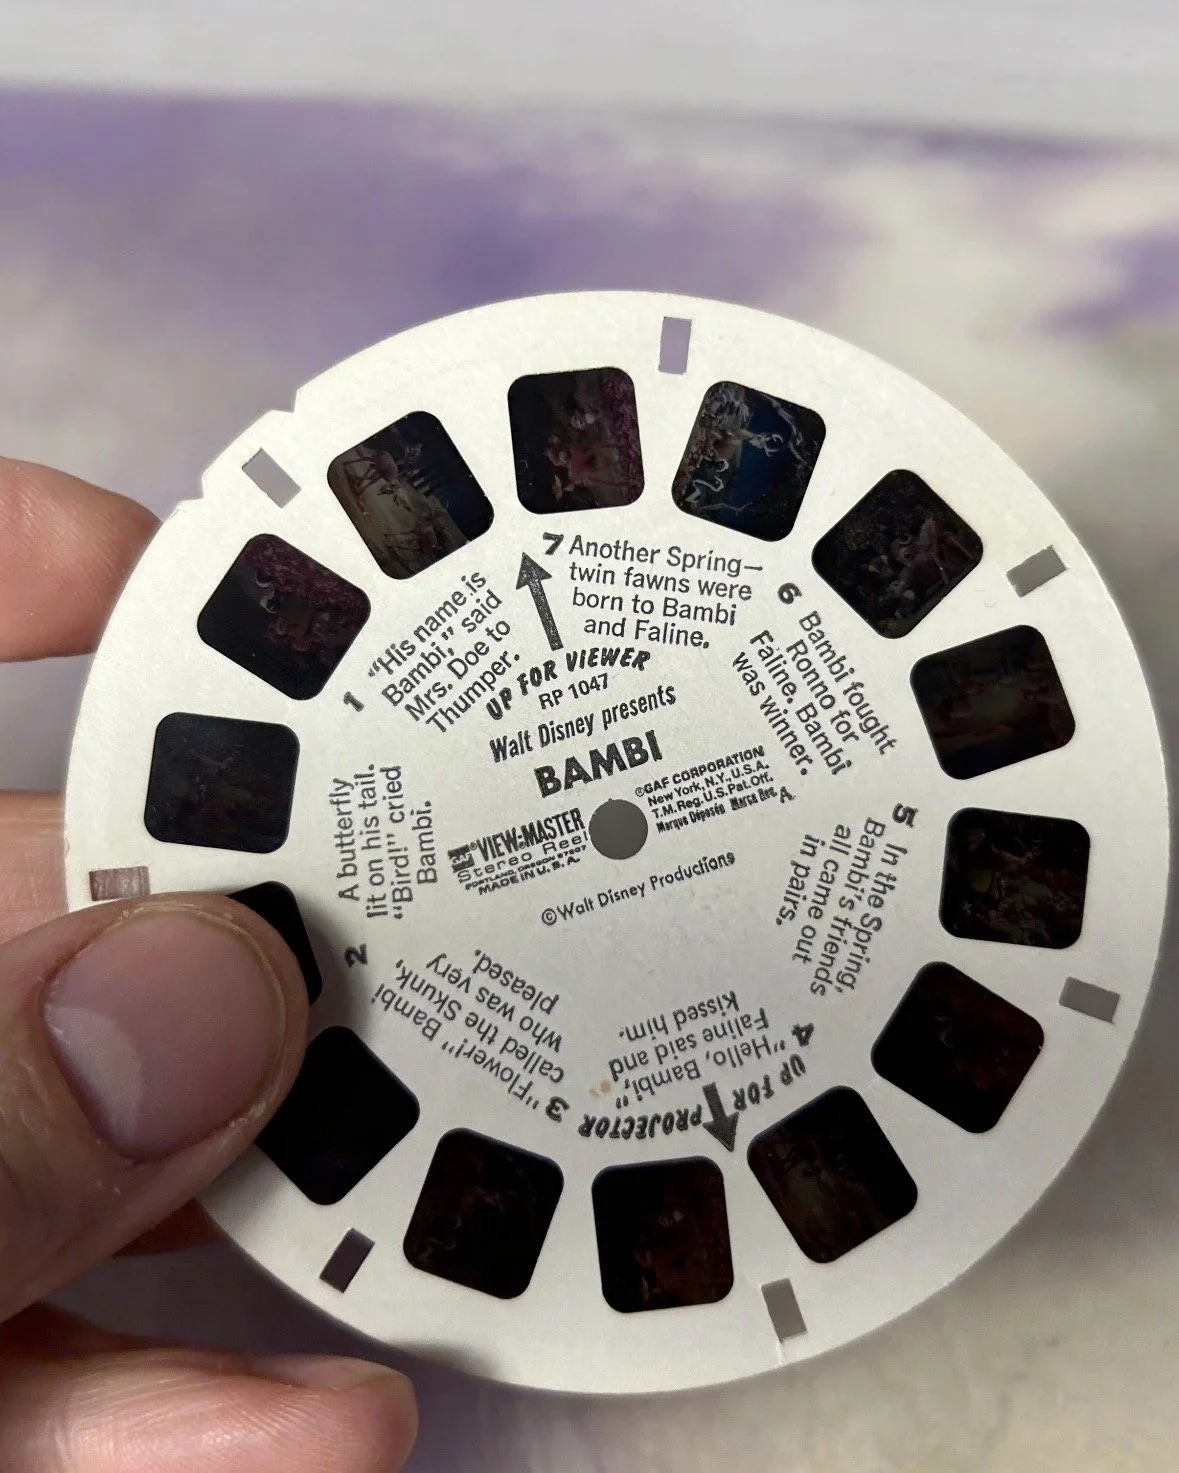 UP FOR VIEWER
RP 1047
Walt Disney presents
BAMBI
VIEW-MASTER
Stereo Reel
PORTLAND, OREGON 97207
MADE IN U.S.A.
©GAF CORPORATION
New York, N.Y., U.S.A.
T.M.Reg. U.S. Pat. Off.
Marque Déposée Marca Reg.
A
©Walt Disney Productions
1 "His name is
Bambi," said
Mrs. Doe to
Thumper.
2
A butterfly
lit on his tail.
"Bird!" cried
Bambi.
3 "Flower!" Bambi
called the Skunk,
who was very
pleased.
4 "Hello, Bambi,"
Faline said and
kissed him.
5 In the Spring,
Bambi's friends
all came out
in pairs.
6 Bambi fought
Ronno for
Faline. Bambi
was winner.
7 Another Spring—
twin fawns were
born to Bambi
and Faline.
UP FOR PROJECTOR